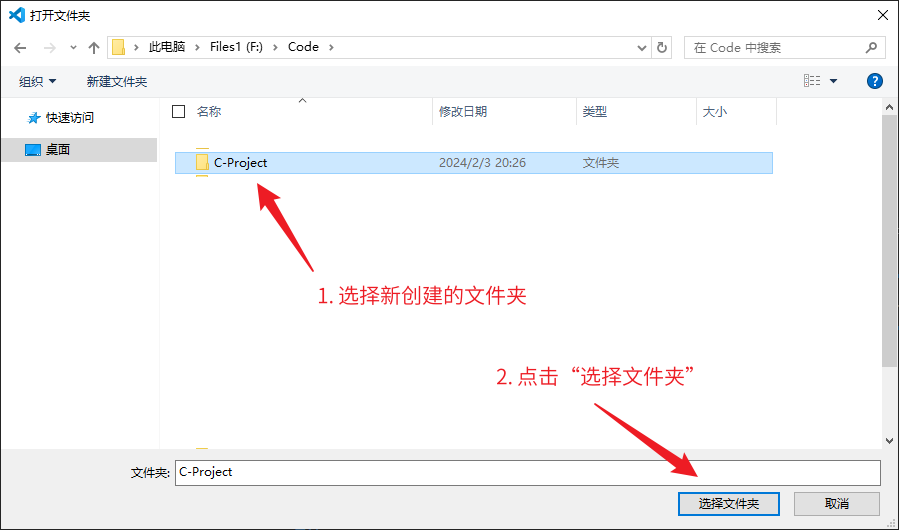 打开文件夹
此电脑 › Files1 (F:) › Code ›
在 Code 中搜索
组织 新建文件夹
?
快速访问
桌面
名称 修改日期 类型 大小
C-Project 2024/2/3 20:26 文件夹
1. 选择新创建的文件夹
2. 点击“选择文件夹”
文件夹: C-Project
选择文件夹 取消